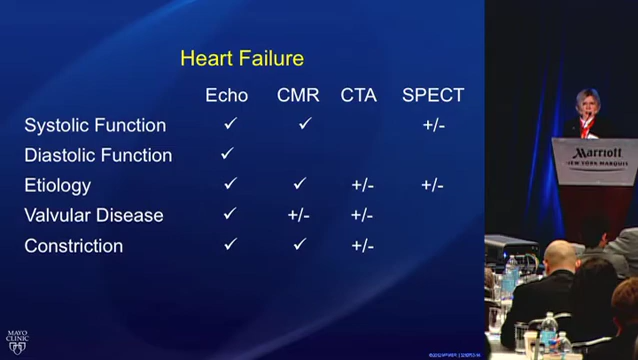 Heart Failure
Echo CMR CTA SPECT
Systolic Function ✓ ✓ +/-
Diastolic Function ✓
Etiology ✓ ✓ +/- +/-
Valvular Disease ✓ +/- +/-
Constriction ✓ ✓ +/-
Marriott
NEW YORK MARQUIS
MAYO
CLINIC